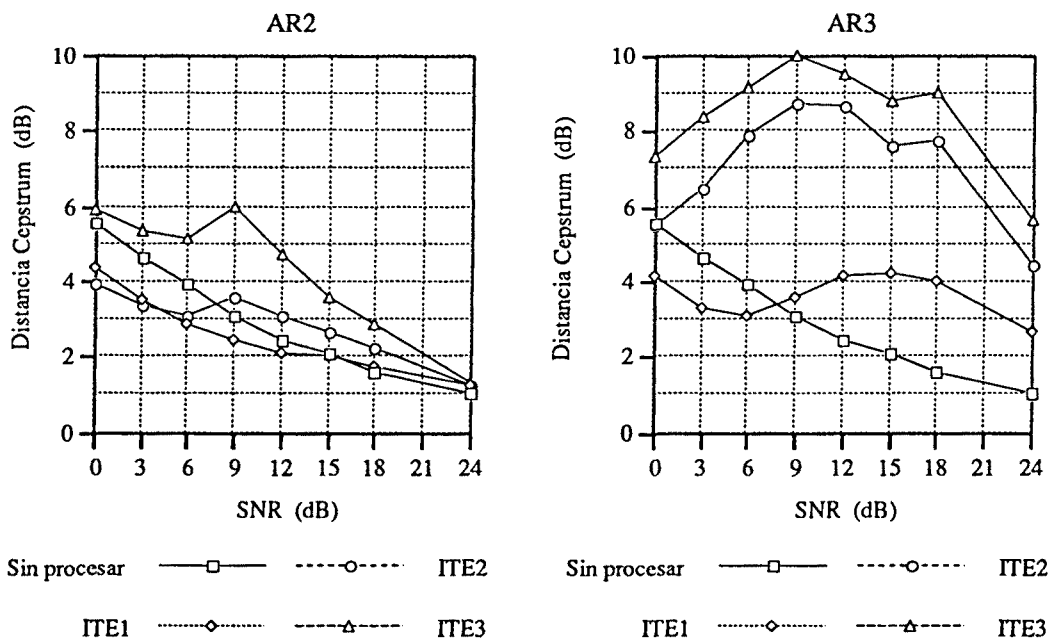 AR2
10
8
6
4
2
0
Distancia Cepstrum (dB)
0 3 6 9 12 15 18 21 24
SNR (dB)
Sin procesar
ITE2
ITE1
ITE3
AR3
10
8
6
4
2
0
Distancia Cepstrum (dB)
0 3 6 9 12 15 18 21 24
SNR (dB)
Sin procesar
ITE2
ITE1
ITE3